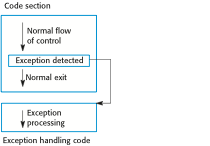 Code section
Normal flow
of control
Exception detected
Normal exit
Exception
processing
Exception handling code